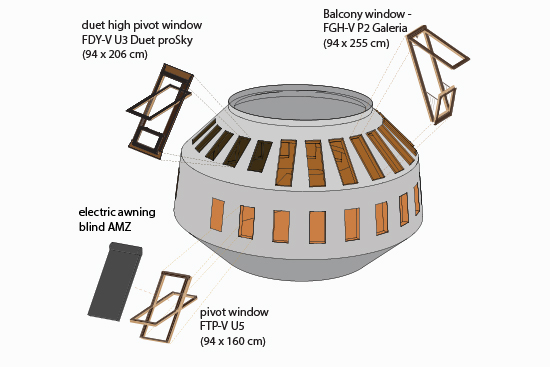 duet high pivot window
FDY-V U3 Duet proSky
(94 x 206 cm)
Balcony window -
FGH-V P2 Galeria
(94 x 255 cm)
electric awning
blind AMZ
pivot window
FTP-V U5
(94 x 160 cm)